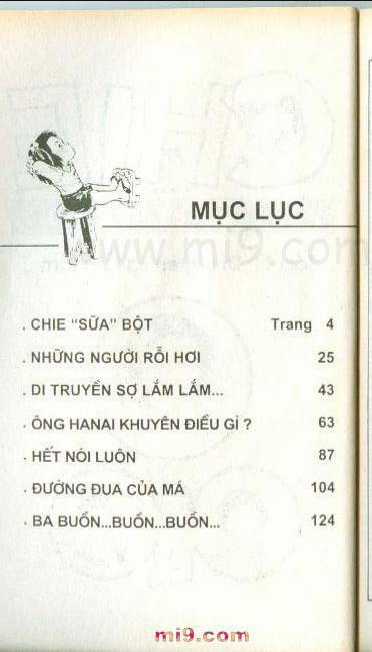 MỤC LỤC
www.mi9.com
. CHIE "SỮA" BỘT Trang 4
. NHỮNG NGƯỜI RỖI HƠI 25
. DI TRUYỀN SỢ LẮM LẮM... 43
. ÔNG HANAI KHUYÊN ĐIỀU GÌ ? 63
. HẾT NÓI LUÔN 87
. ĐƯỜNG ĐUA CỦA MÁ 104
. BA BUỒN...BUỒN...BUỒN... 124
mi9.com